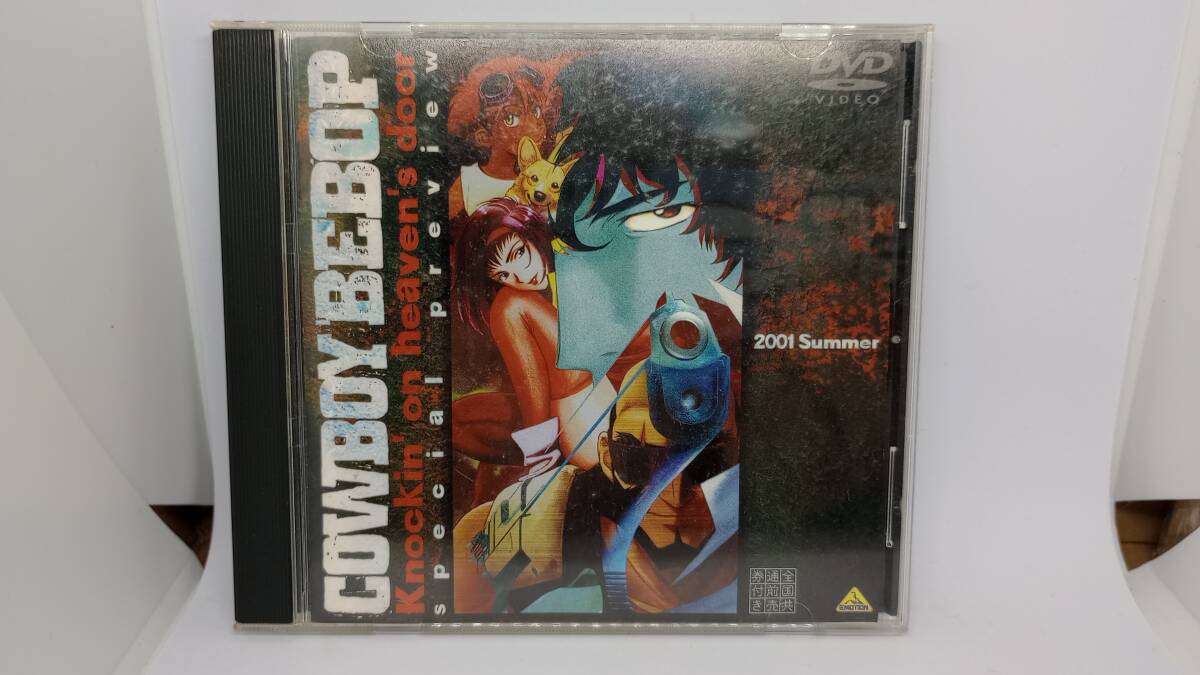 COWBOY BEBOP
Knockin' on heaven's door
special preview
DVD
VIDEO
2001 Summer
全国共
通前売
券付き
EMOTION